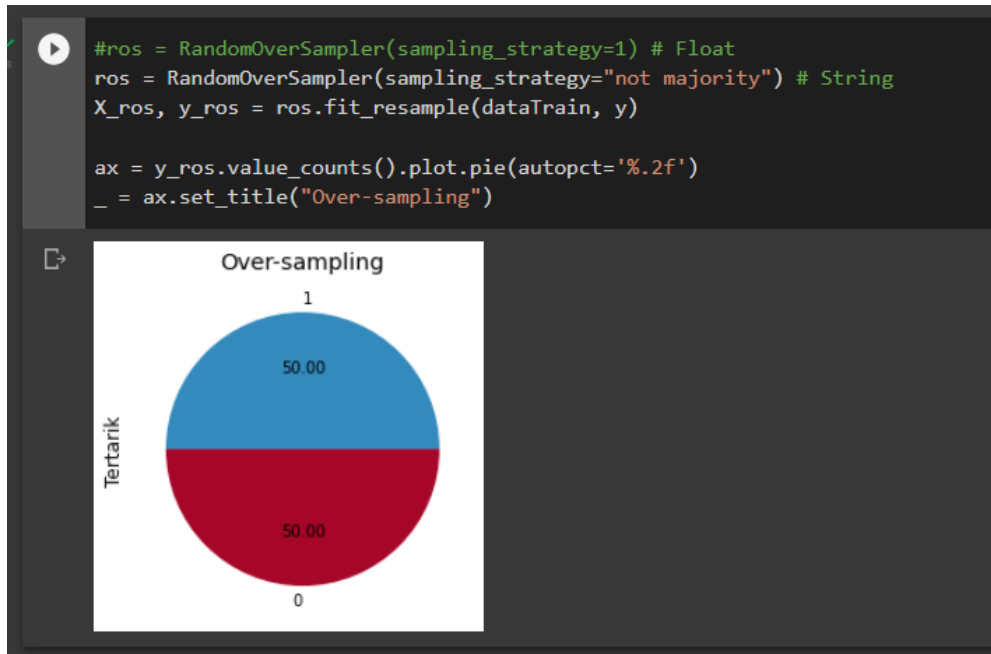 #ros = RandomOverSampler(sampling_strategy=1) # Float
ros = RandomOverSampler(sampling_strategy="not majority") # String
X_ros, y_ros = ros.fit_resample(dataTrain, y)
ax = y_ros.value_counts().plot.pie(autopct='%.2f')
_ = ax.set_title("Over-sampling")
Over-sampling
1
50.00
Tertarik
50.00
0